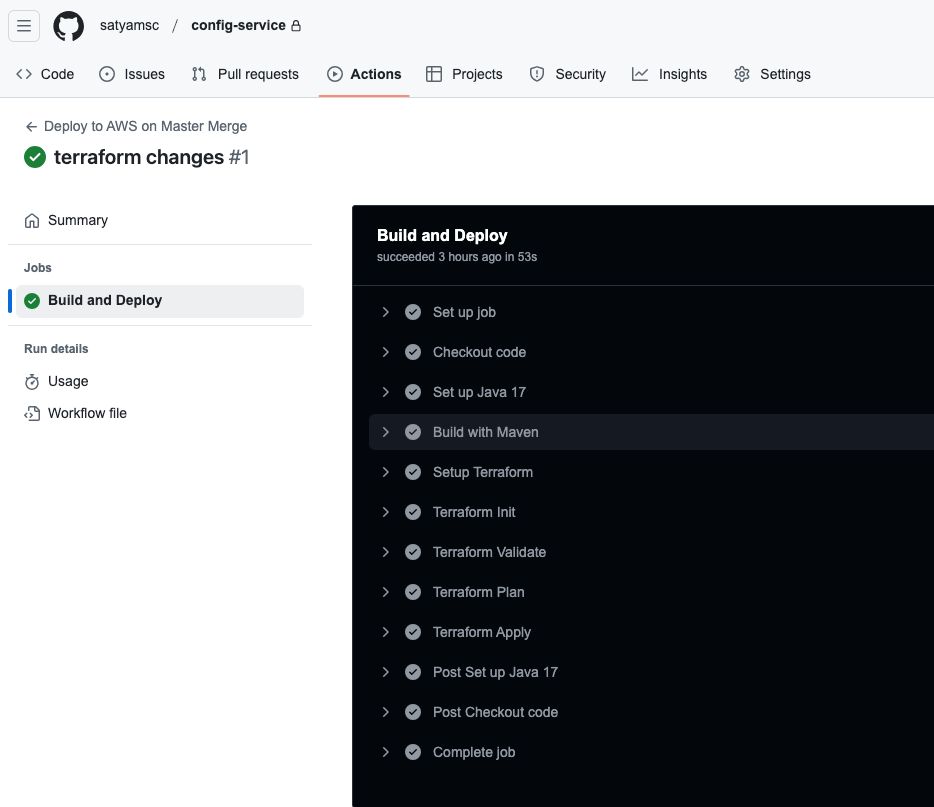 satyamsc / config-service
Code Issues Pull requests Actions Projects Security Insights Settings
Deploy to AWS on Master Merge
terraform changes #1
Summary
Jobs
Build and Deploy
Run details
Usage
Workflow file
Build and Deploy
succeeded 3 hours ago in 53s
Set up job
Checkout code
Set up Java 17
Build with Maven
Setup Terraform
Terraform Init
Terraform Validate
Terraform Plan
Terraform Apply
Post Set up Java 17
Post Checkout code
Complete job